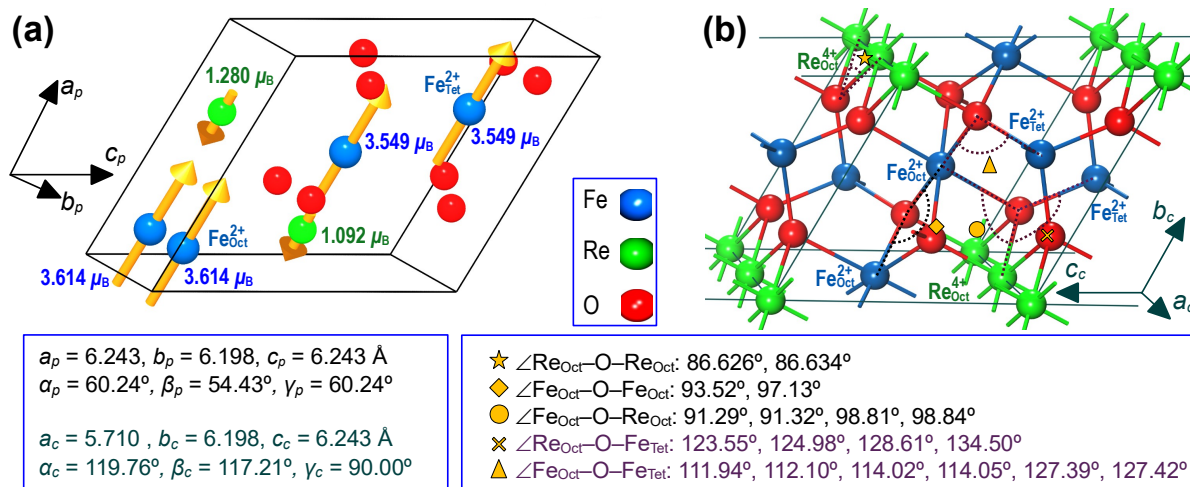 (a)
1.280 μB
Fe2+Tet
aₚ
3.549 μB
3.549 μB
cₚ
bₚ
Fe2+Oct
1.092 μB
3.614 μB
3.614 μB
Fe
Re
O
(b)
Re4+Oct
Fe2+Tet
Fe2+Oct
Fe2+Tet
bc
Fe2+Oct
Re4+Oct
cc
ac
aₚ = 6.243, bₚ = 6.198, cₚ = 6.243 Å
αₚ = 60.24º, βₚ = 54.43º, γₚ = 60.24º
ac = 5.710 , bc = 6.198, cc = 6.243 Å
αc = 119.76º, βc = 117.21º, γc = 90.00º
∠ReOct–O–ReOct: 86.626º, 86.634º
∠FeOct–O–FeOct: 93.52º, 97.13º
∠FeOct–O–ReOct: 91.29º, 91.32º, 98.81º, 98.84º
∠ReOct–O–FeTet: 123.55º, 124.98º, 128.61º, 134.50º
∠FeOct–O–FeTet: 111.94º, 112.10º, 114.02º, 114.05º, 127.39º, 127.42º